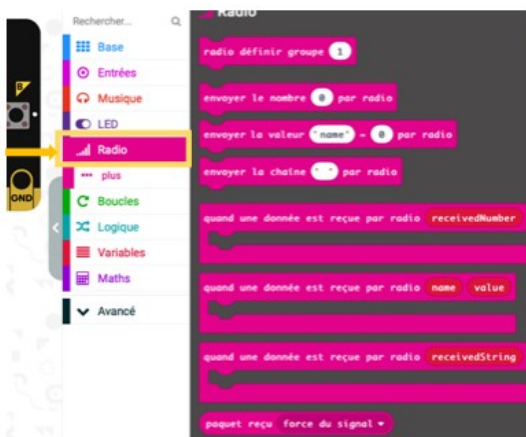 Rechercher...
Base
Entrées
Musique
LED
Radio
plus
Boucles
Logique
Variables
Maths
Avancé
B
GND
Radio
radio définir groupe 1
envoyer le nombre 0 par radio
envoyer la valeur "name" = 0 par radio
envoyer la chaîne " " par radio
quand une donnée est reçue par radio receivedNumber
quand une donnée est reçue par radio name value
quand une donnée est reçue par radio receivedString
paquet reçu force du signal